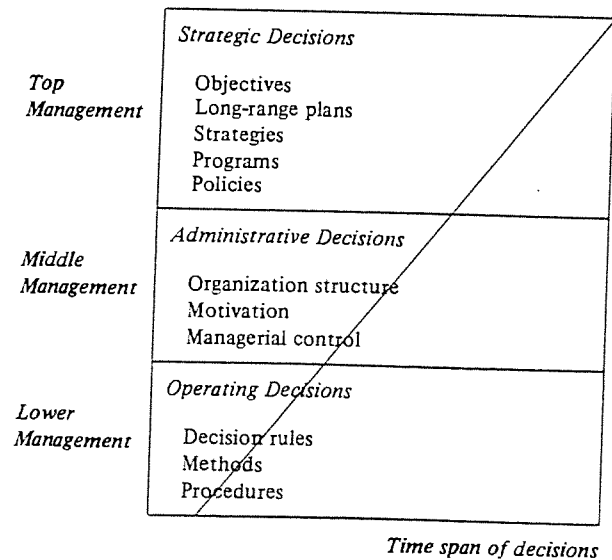 Strategic Decisions
Top
Management
Objectives
Long-range plans
Strategies
Programs
Policies
Administrative Decisions
Middle
Management
Organization structure
Motivation
Managerial control
Operating Decisions
Lower
Management
Decision rules
Methods
Procedures
Time span of decisions